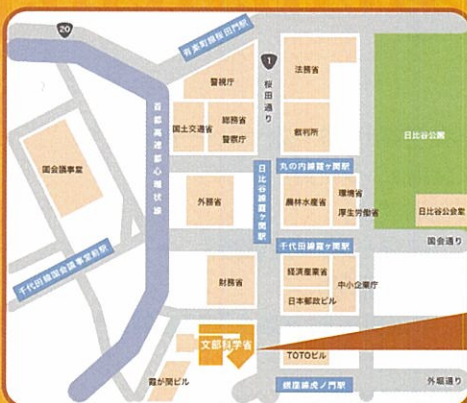 20
有楽町線桜田門駅
1
桜田通り
警視庁
法務省
首都高速都心環状線
国土交通省
総務省
警察庁
裁判所
日比谷公園
国会議事堂
丸の内線霞ヶ関駅
日比谷線霞ヶ関駅
外務省
農林水産省
環境省
厚生労働省
日比谷公会堂
国会通り
千代田線国会議事堂前駅
千代田線霞ヶ関駅
財務省
経済産業省
中小企業庁
日本郵政ビル
文部科学省
TOTOビル
霞が関ビル
銀座線虎ノ門駅
外堀通り